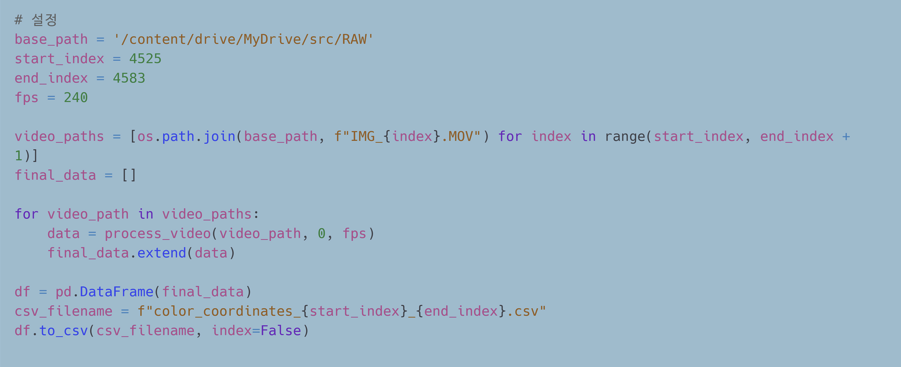 # 설정
base_path = '/content/drive/MyDrive/src/RAW'
start_index = 4525
end_index = 4583
fps = 240
video_paths = [os.path.join(base_path, f"IMG_{index}.MOV") for index in range(start_index, end_index +
1)]
final_data = []
for video_path in video_paths:
    data = process_video(video_path, 0, fps)
    final_data.extend(data)
df = pd.DataFrame(final_data)
csv_filename = f"color_coordinates_{start_index}_{end_index}.csv"
df.to_csv(csv_filename, index=False)